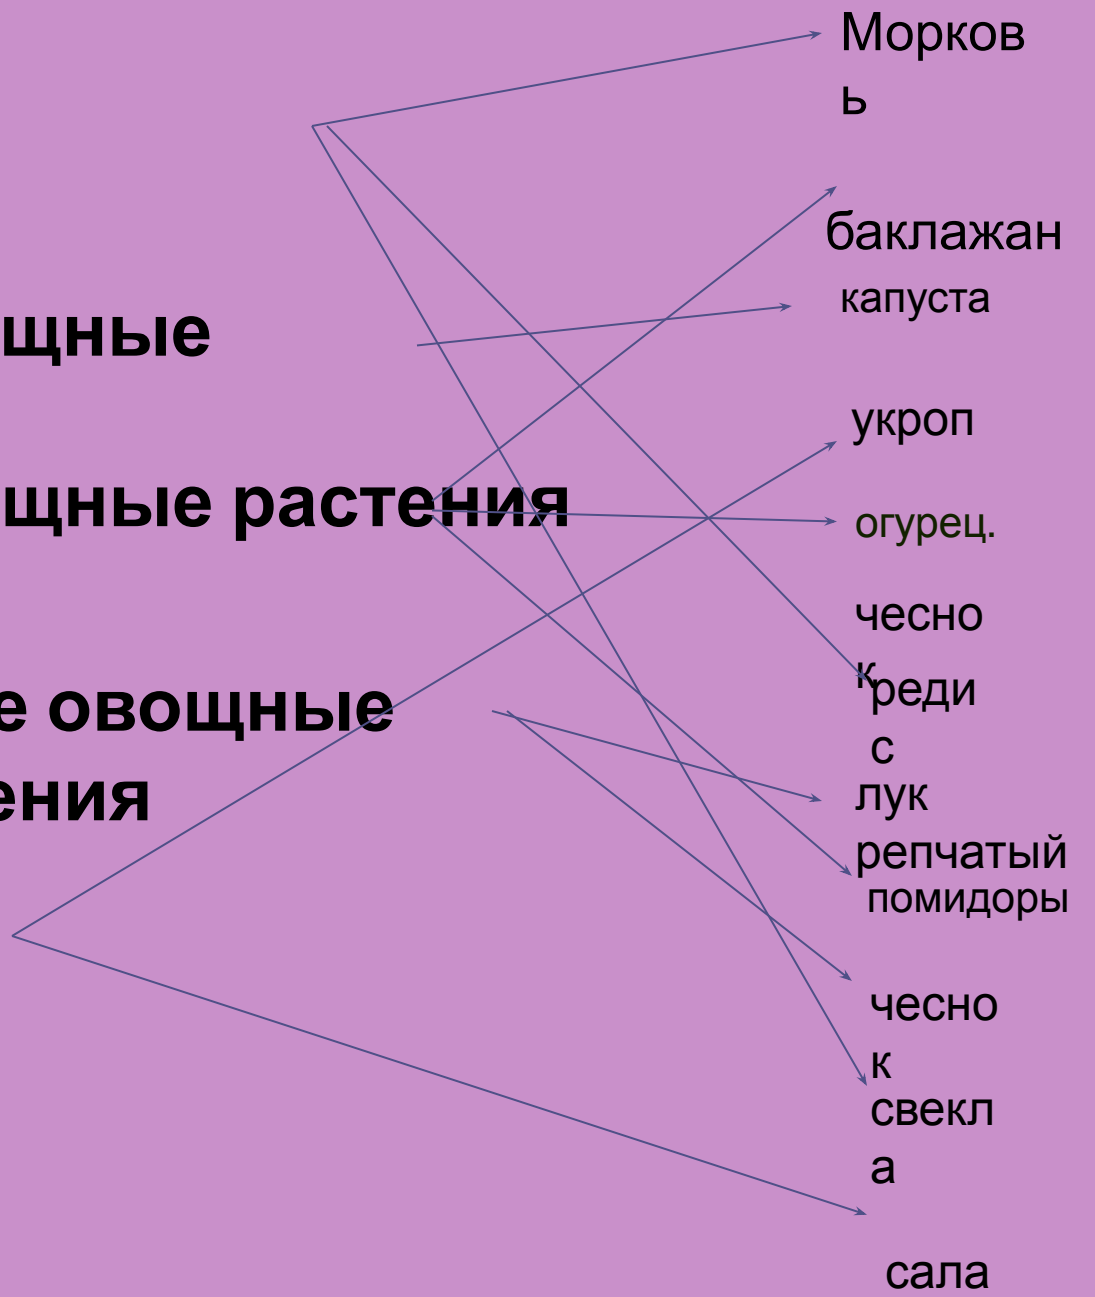 Морков
ь
баклажан
капуста
щные
укроп
щные растения
огурец.
чесно
к
реди
с
е овощные
лук
ения
репчатый
помидоры
чесно
к
свекл
а
сала